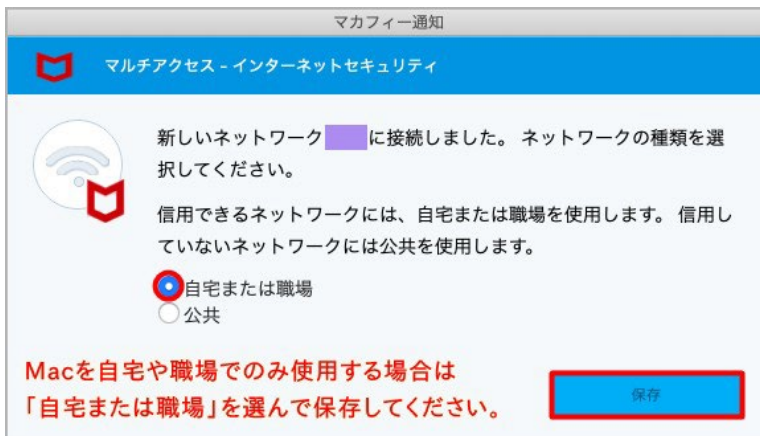 マカフィー通知
マルチアクセス - インターネットセキュリティ
新しいネットワーク に接続しました。 ネットワークの種類を選
択してください。
信用できるネットワークには、自宅または職場を使用します。 信用し
ていないネットワークには公共を使用します。
自宅または職場
公共
Macを自宅や職場でのみ使用する場合は
「自宅または職場」を選んで保存してください。
保存